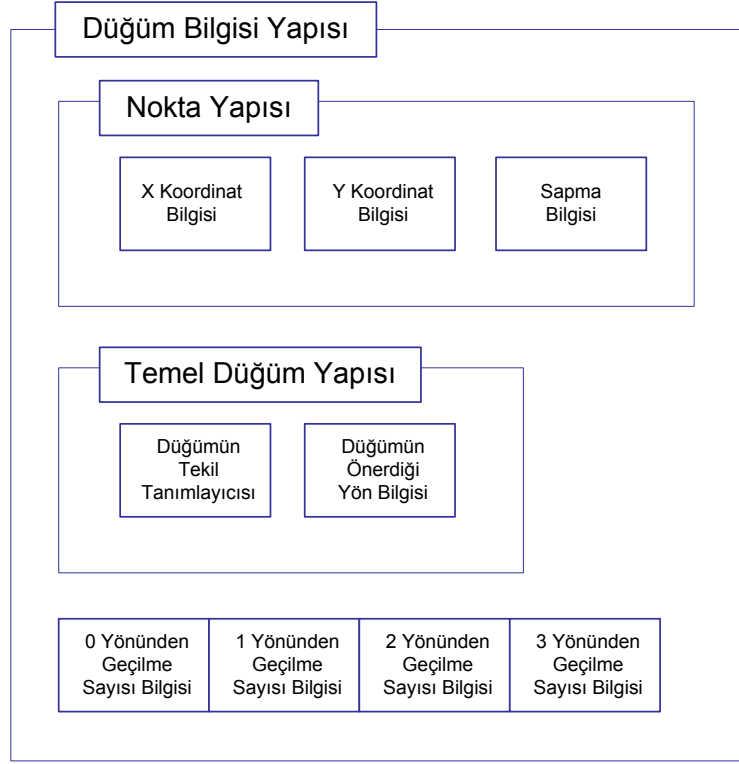 Düğüm Bilgisi Yapısı
Nokta Yapısı
X Koordinat
Bilgisi
Y Koordinat
Bilgisi
Sapma
Bilgisi
Temel Düğüm Yapısı
Düğümün
Tekil
Tanımlayıcısı
Düğümün
Önerdiği
Yön Bilgisi
0 Yönünden
Geçilme
Sayısı Bilgisi
1 Yönünden
Geçilme
Sayısı Bilgisi
2 Yönünden
Geçilme
Sayısı Bilgisi
3 Yönünden
Geçilme
Sayısı Bilgisi